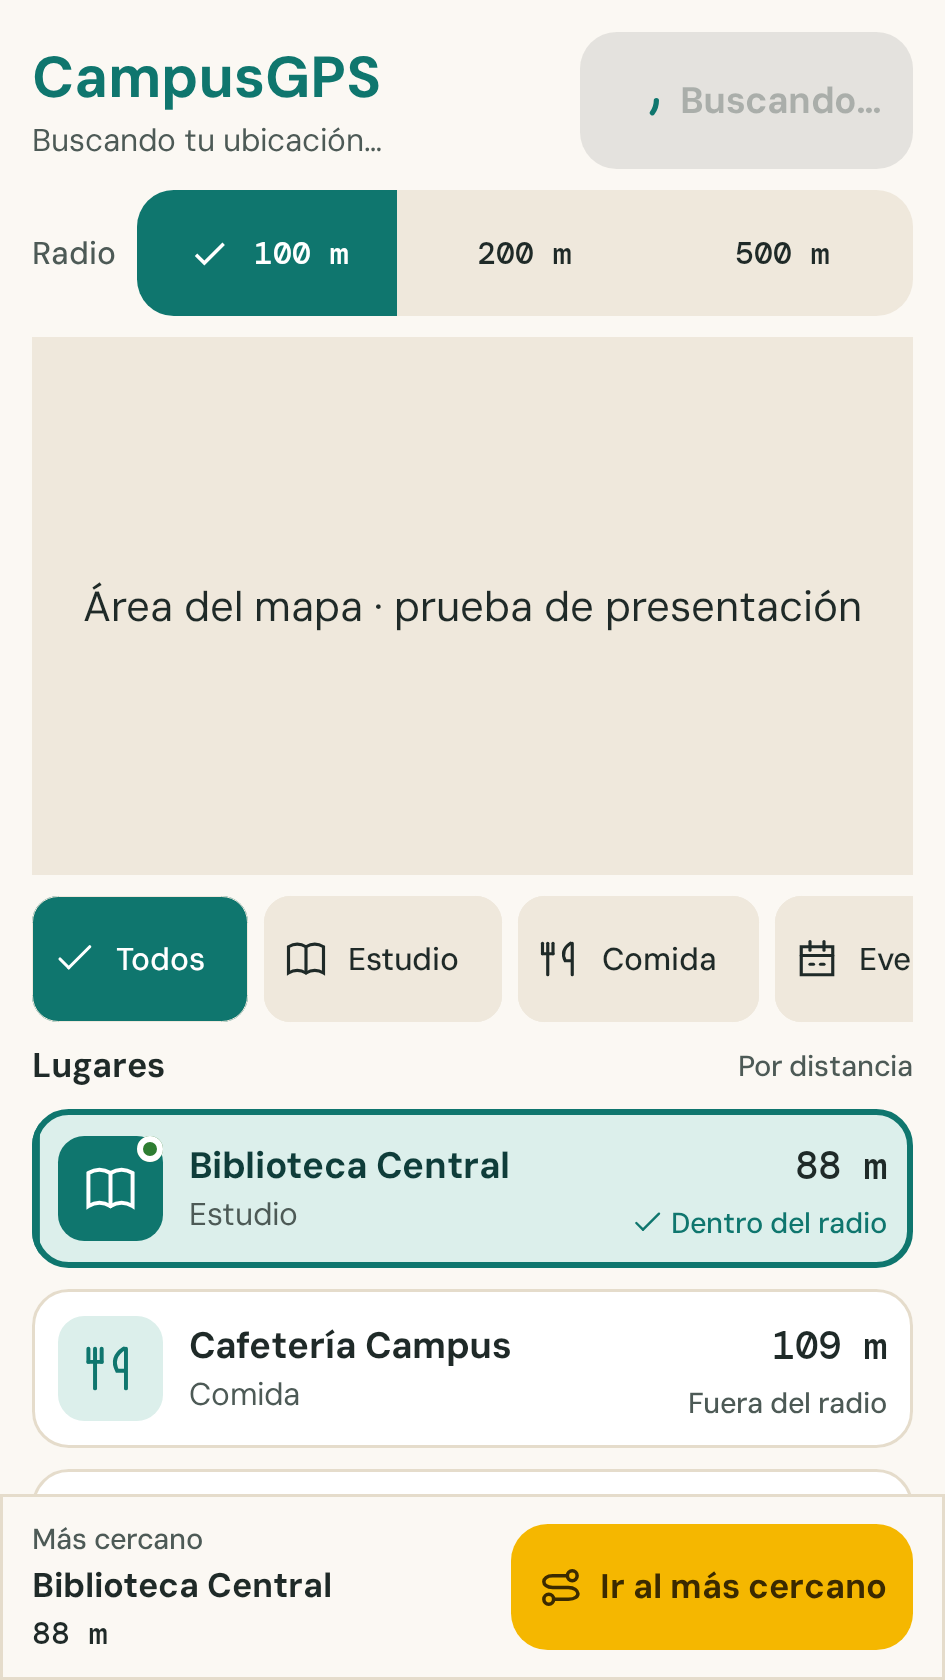 CampusGPS
Buscando tu ubicación...
Buscando...
Radio
100 m
200 m
500 m
Área del mapa · prueba de presentación
Todos
Estudio
Comida
Eve
Lugares
Por distancia
Biblioteca Central
88 m
Estudio
Dentro del radio
Cafetería Campus
109 m
Comida
Fuera del radio
Más cercano
Biblioteca Central
88 m
Ir al más cercano